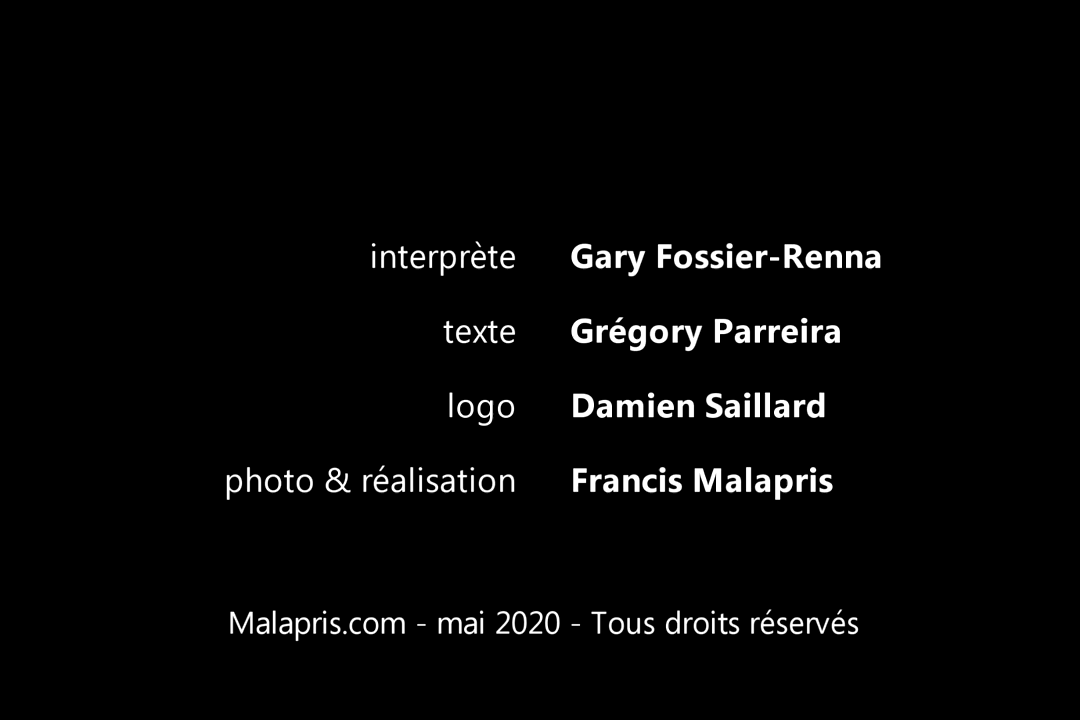 interprète Gary Fossier-Renna
texte Grégory Parreira
logo Damien Saillard
photo & réalisation Francis Malapris
Malapris.com - mai 2020 - Tous droits réservés